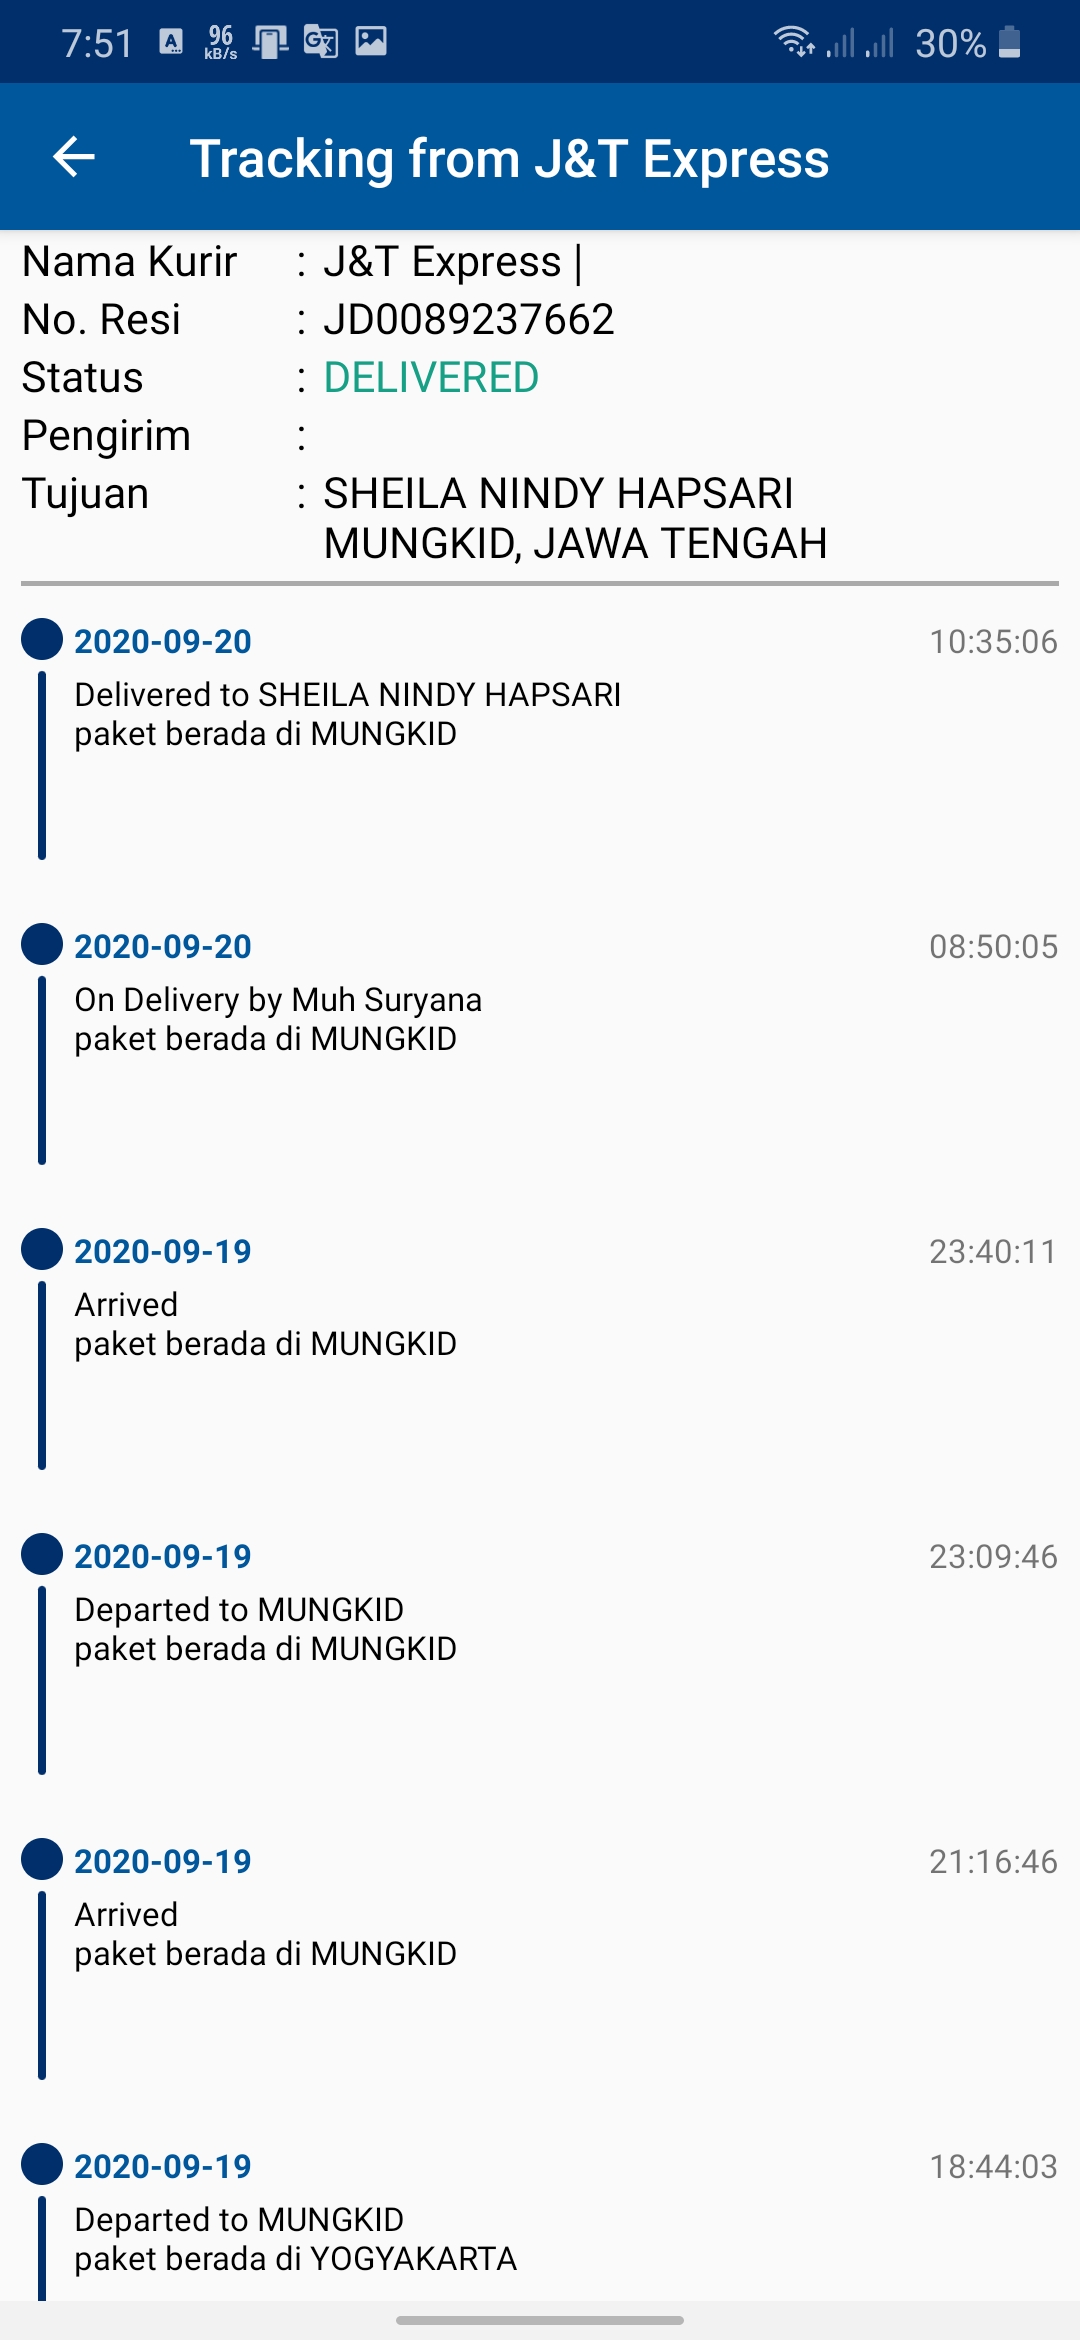 7:51 A 96 kB/s G 30%
Tracking from J&T Express
Nama Kurir : J&T Express |
No. Resi : JD0089237662
Status : DELIVERED
Pengirim :
Tujuan : SHEILA NINDY HAPSARI
MUNGKID, JAWA TENGAH
2020-09-20 10:35:06
Delivered to SHEILA NINDY HAPSARI
paket berada di MUNGKID
2020-09-20 08:50:05
On Delivery by Muh Suryana
paket berada di MUNGKID
2020-09-19 23:40:11
Arrived
paket berada di MUNGKID
2020-09-19 23:09:46
Departed to MUNGKID
paket berada di MUNGKID
2020-09-19 21:16:46
Arrived
paket berada di MUNGKID
2020-09-19 18:44:03
Departed to MUNGKID
paket berada di YOGYAKARTA